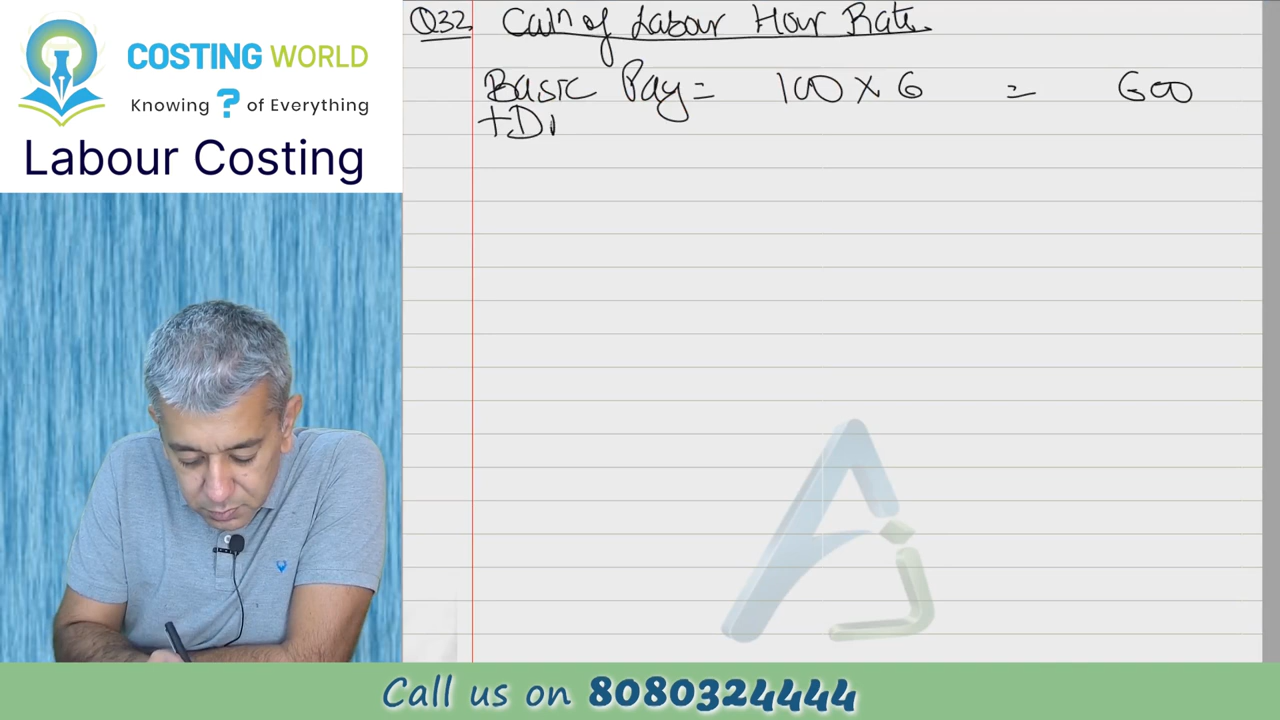 COSTING WORLD
Knowing ? of Everything
Labour Costing
Q32 Caln of Labour Hour Rate
Basic Pay = 100 × 6 = 600
+ D
Call us on 8080324444